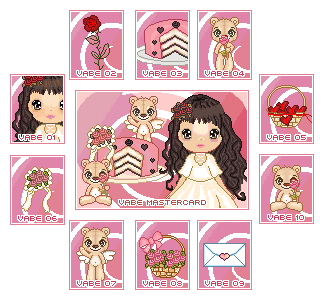 VABE 02
VABE 03
VABE 04
VABE 01
VABE 05
VABE MASTERCARD
VABE 06
VABE 10
VABE 07
VABE 08
VABE 09